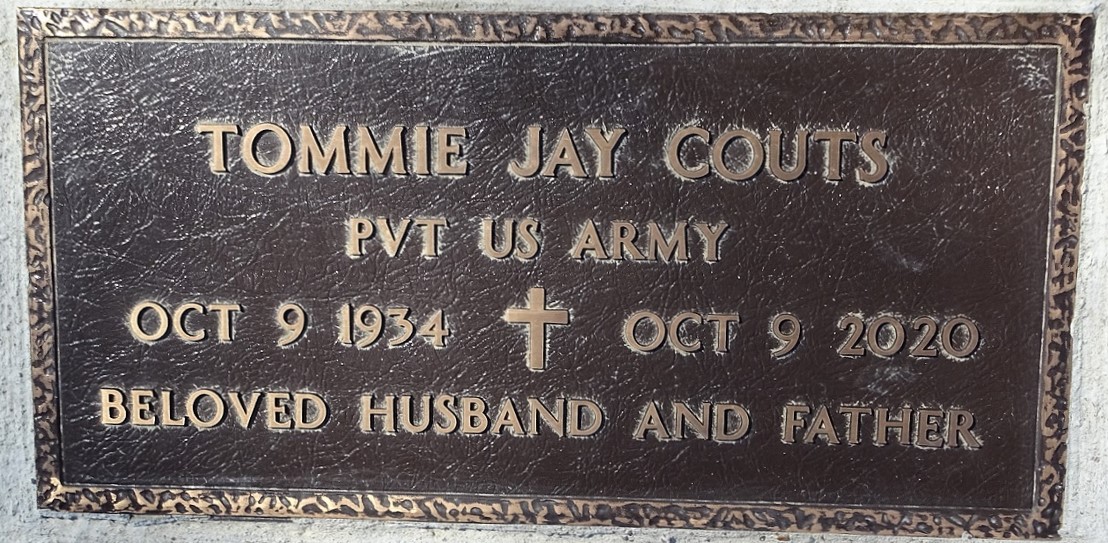 TOMMIE JAY COUTS
PVT US ARMY
OCT 9 1934 OCT 9 2020
BELOVED HUSBAND AND FATHER